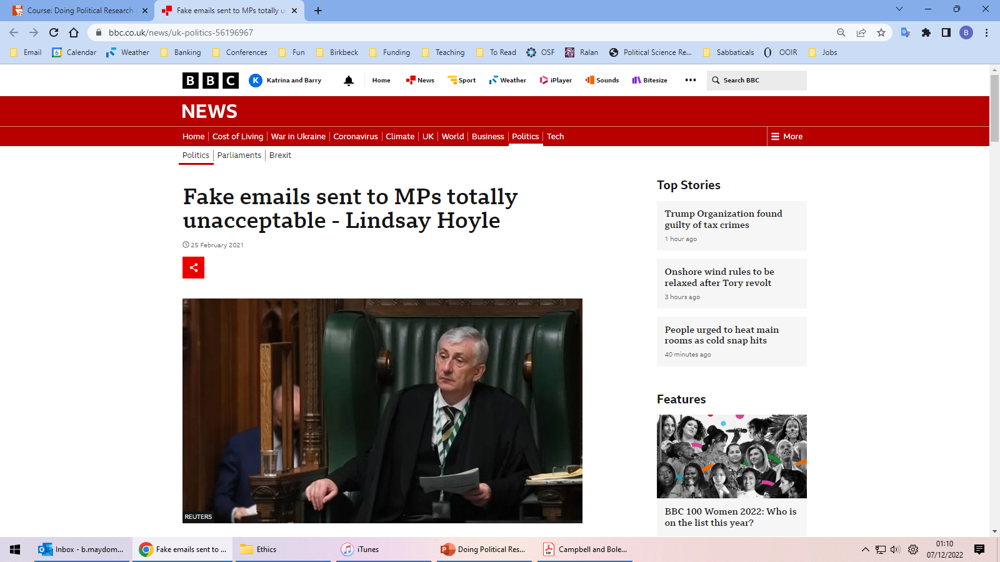 Course: Doing Political Research
Fake emails sent to MPs totally u
bbc.co.uk/news/uk-politics-56196967
B
Email
Calendar
Weather
Banking
Conferences
Fun
Birkbeck
Funding
Teaching
To Read
OSF
Ralan
Political Science Re...
Sabbaticals
OOIR
Jobs
BBC
K
Katrina and Barry
Home
News
Sport
Weather
iPlayer
Sounds
Bitesize
Search BBC
NEWS
Home
Cost of Living
War in Ukraine
Coronavirus
Climate
UK
World
Business
Politics
Tech
More
Politics
Parliaments
Brexit
Fake emails sent to MPs totally
unacceptable - Lindsay Hoyle
25 February 2021
REUTERS
Top Stories
Trump Organization found
guilty of tax crimes
1 hour ago
Onshore wind rules to be
relaxed after Tory revolt
3 hours ago
People urged to heat main
rooms as cold snap hits
40 minutes ago
Features
BBC 100 Women 2022: Who is
on the list this year?
Inbox - b.maydom...
Fake emails sent to ...
Ethics
iTunes
Doing Political Res...
Campbell and Bole...
01:10
07/12/2022